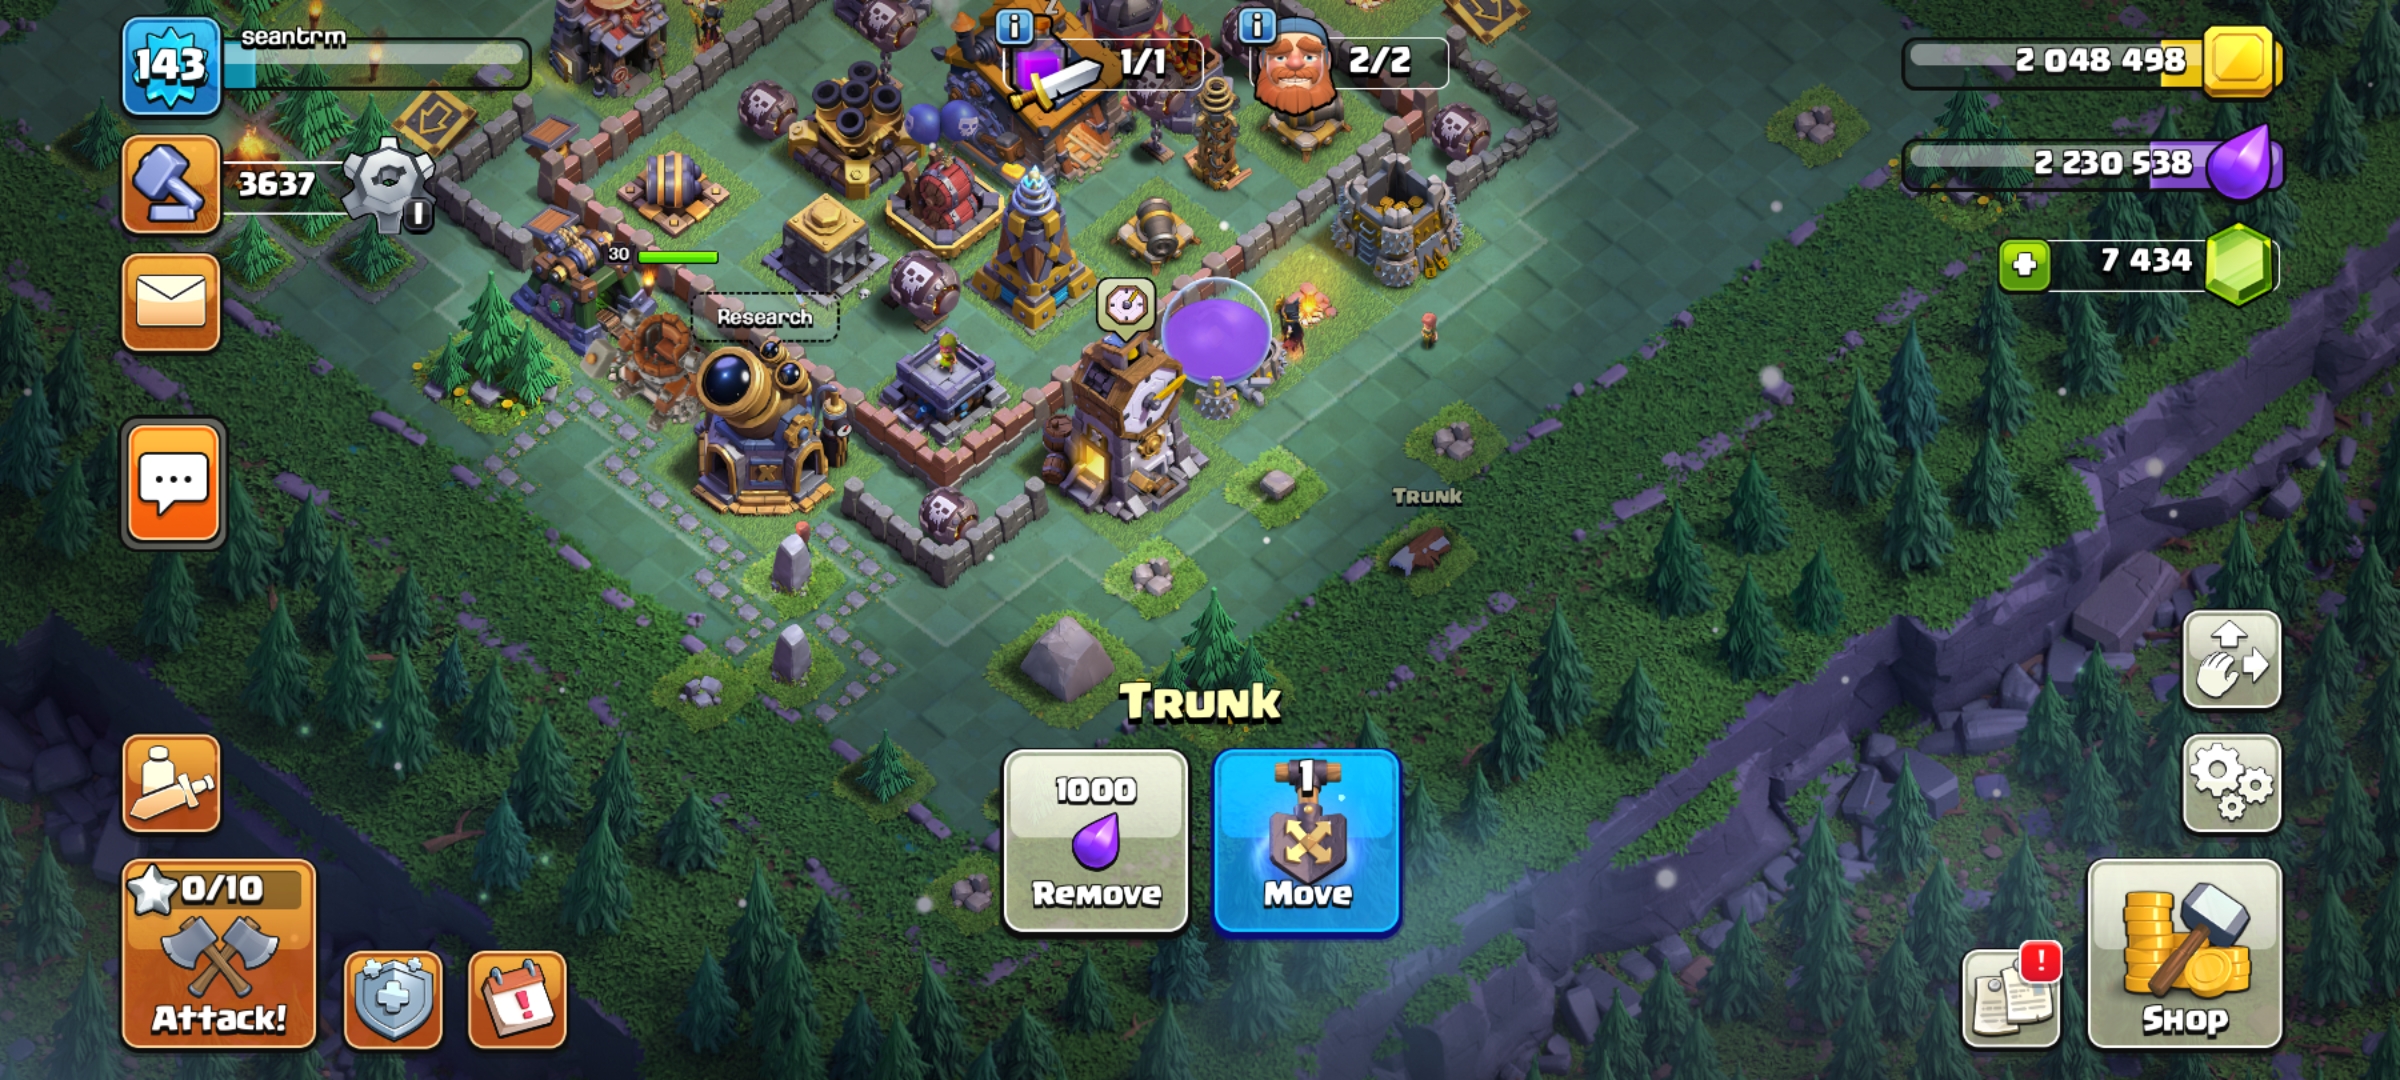 143
seantrm
1/1
2/2
2 048 498
3637
2 230 538
7 434
30
Research
Trunk
Trunk
1000
Remove
1
Move
0/10
Attack!
Shop